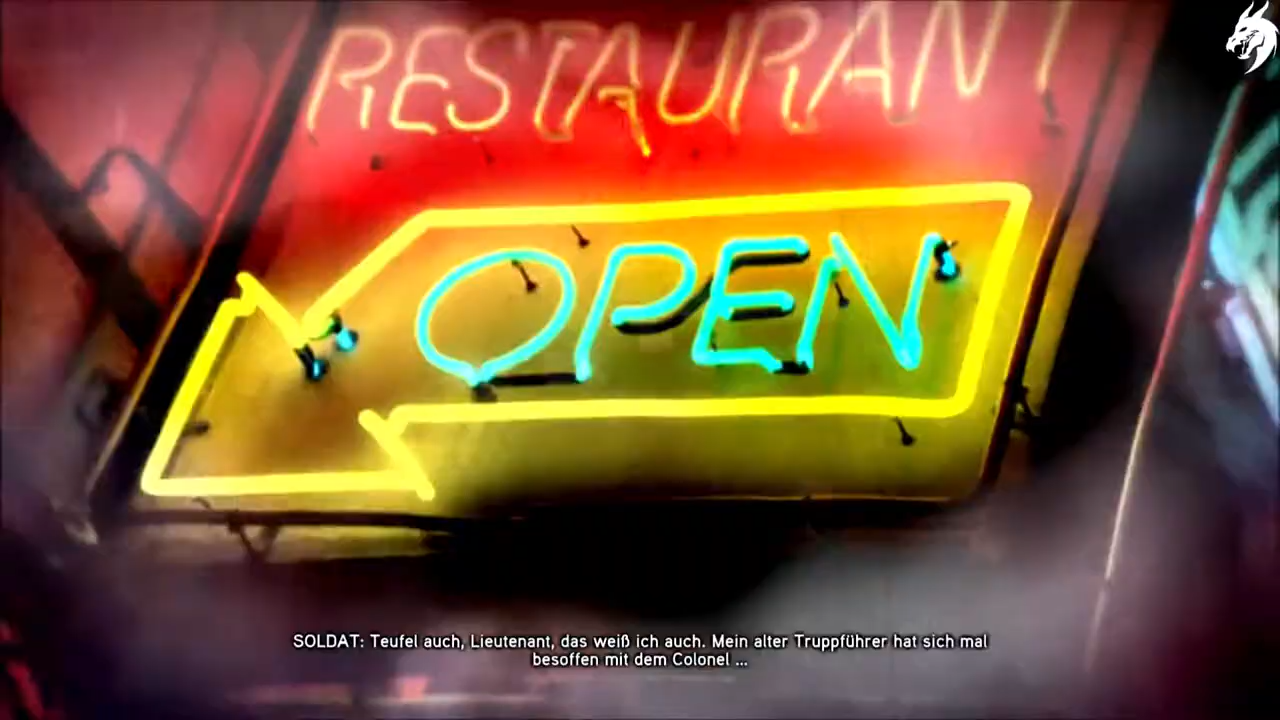 RESTAURANT
OPEN
SOLDAT: Teufel auch, Lieutenant, das weiß ich auch. Mein alter Truppführer hat sich mal
besoffen mit dem Colonel ...